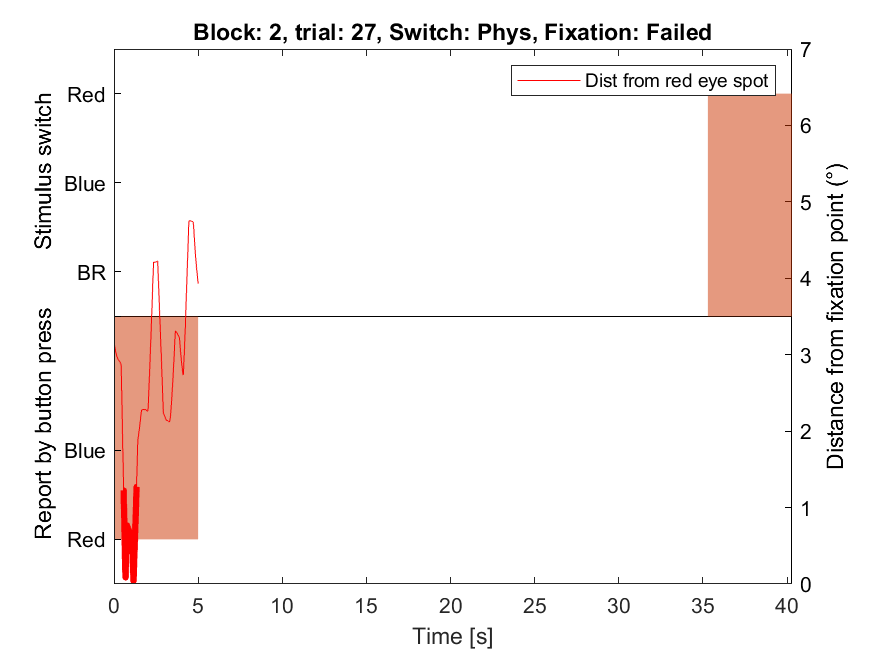 Block: 2, trial: 27, Switch: Phys, Fixation: Failed
Dist from red eye spot
Stimulus switch
Red
Blue
BR
Report by button press
Blue
Red
Distance from fixation point (°)
7
6
5
4
3
2
1
0
0 5 10 15 20 25 30 35 40
Time [s]